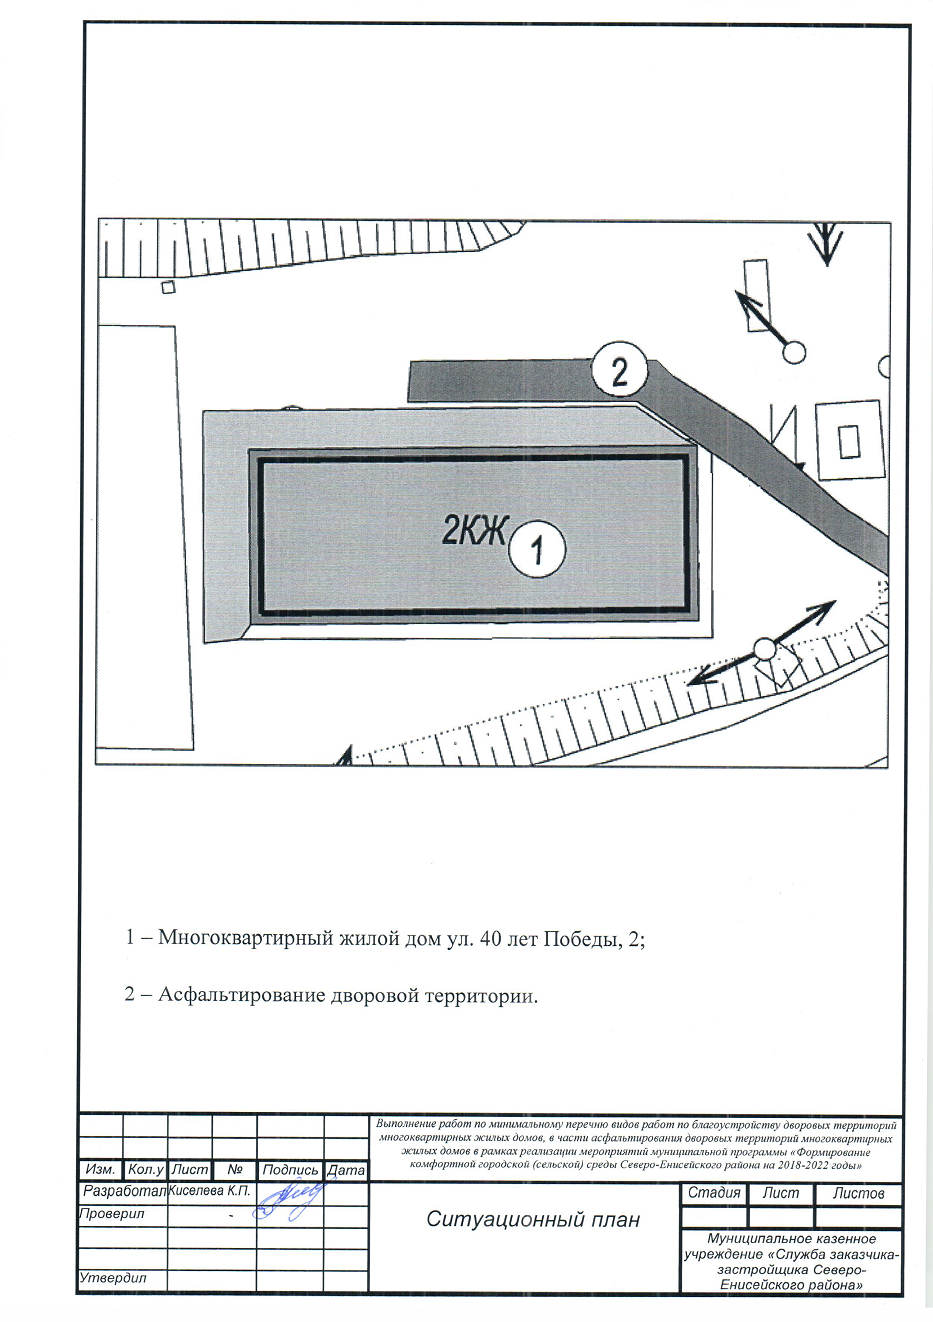 2
2КЖ
1
1 – Многоквартирный жилой дом ул. 40 лет Победы, 2;
2 – Асфальтирование дворовой территории.
Выполнение работ по минимальному перечню видов работ по благоустройству дворовых территорий
многоквартирных жилых домов, в части асфальтирования дворовых территорий многоквартирных
жилых домов в рамках реализации мероприятий муниципальной программы «Формирование
комфортной городской (сельской) среды Северо-Енисейского района на 2018-2022 годы»
Изм. Кол.у Лист № Подпись Дата
Разработал Киселева К.П.
Проверил -
Утвердил
Ситуационный план
Стадия Лист Листов
Муниципальное казенное
учреждение «Служба заказчика-
застройщика Северо-
Енисейского района»